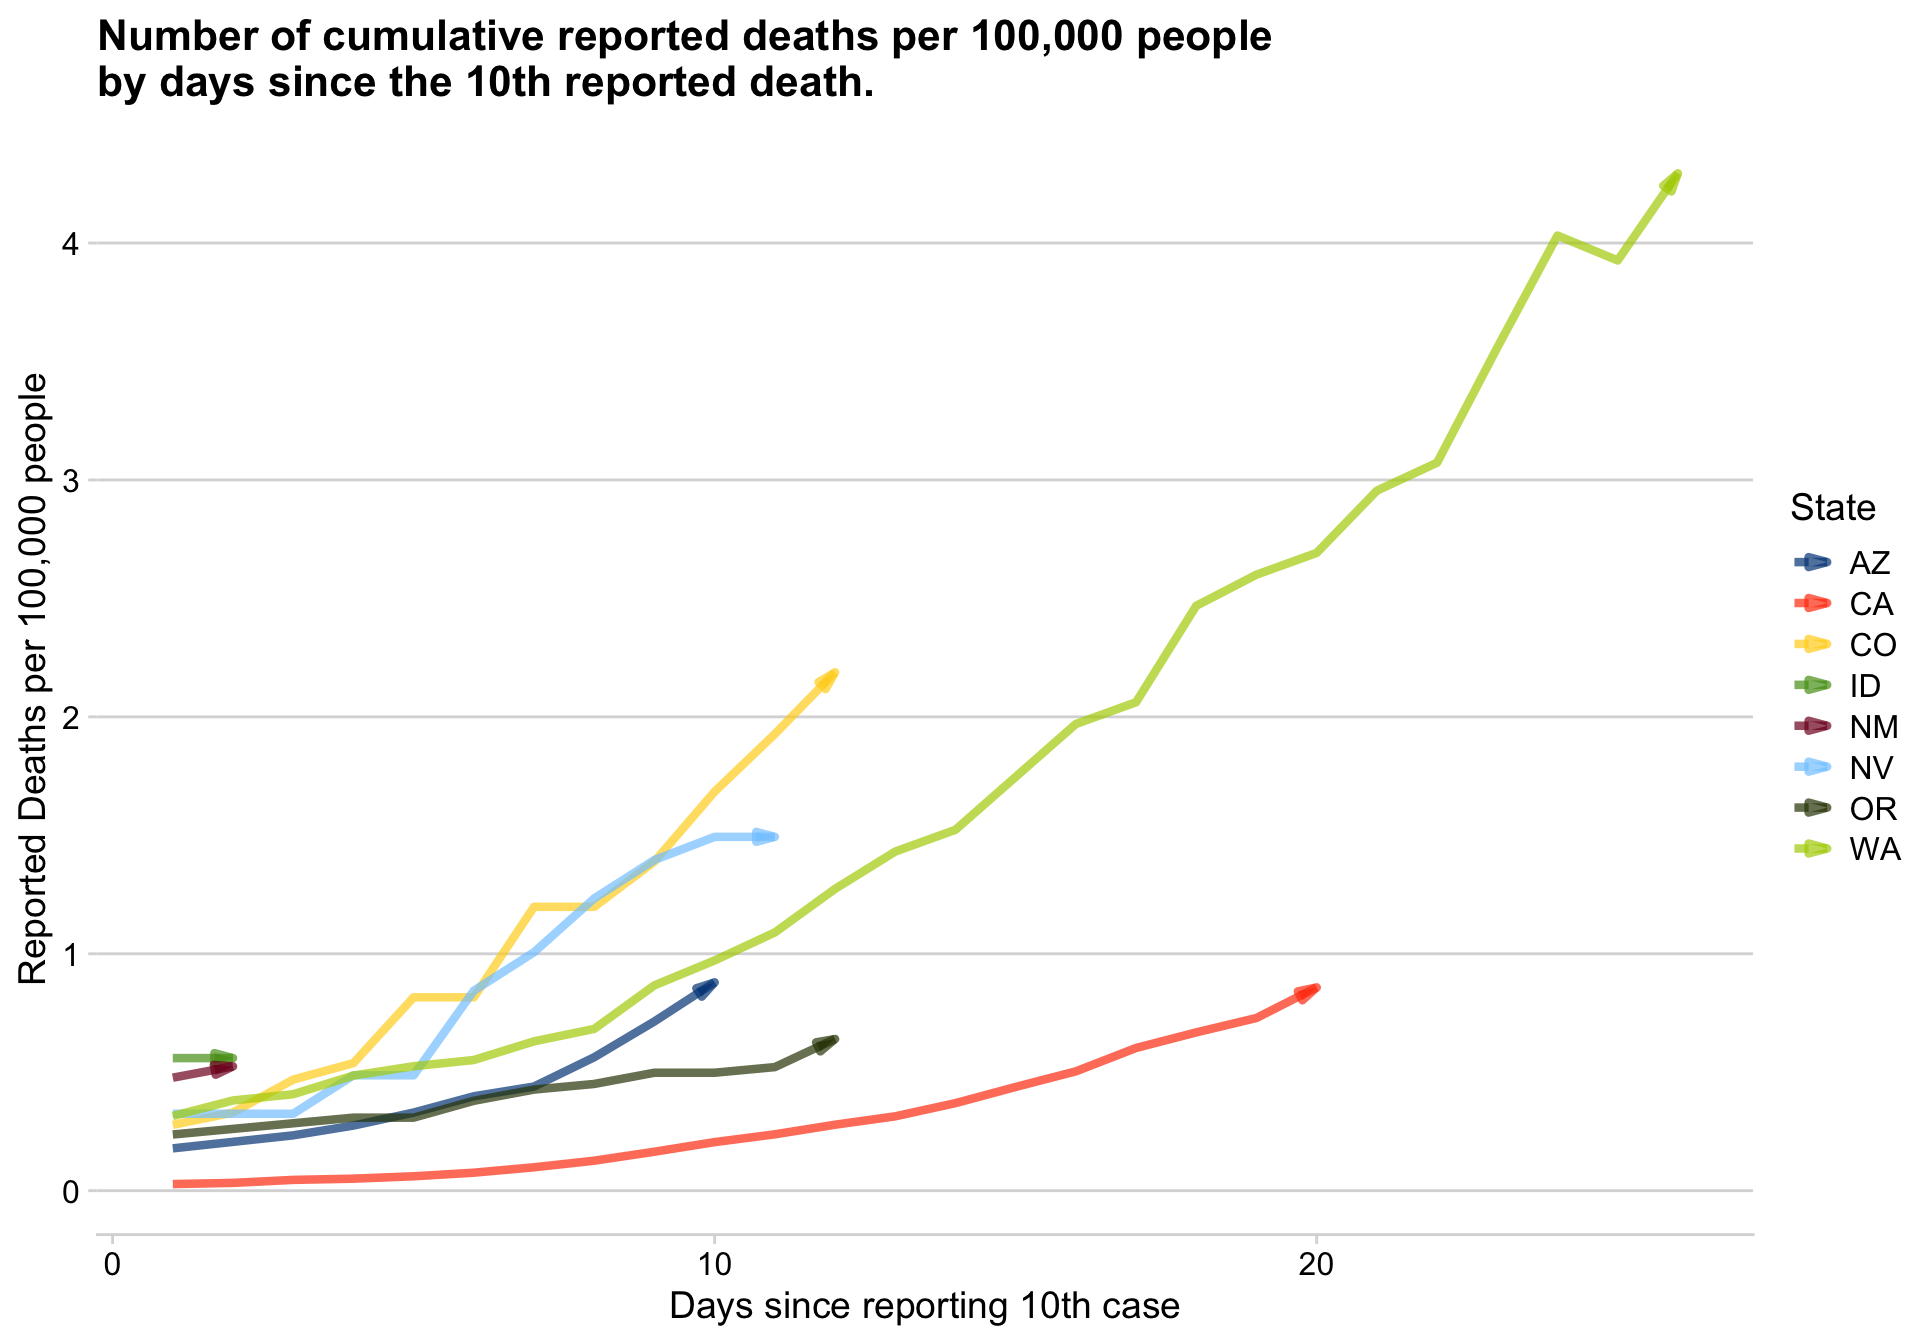 Number of cumulative reported deaths per 100,000 people
by days since the 10th reported death.
Reported Deaths per 100,000 people
4
3
2
1
0
0 10 20
Days since reporting 10th case
State
AZ
CA
CO
ID
NM
NV
OR
WA